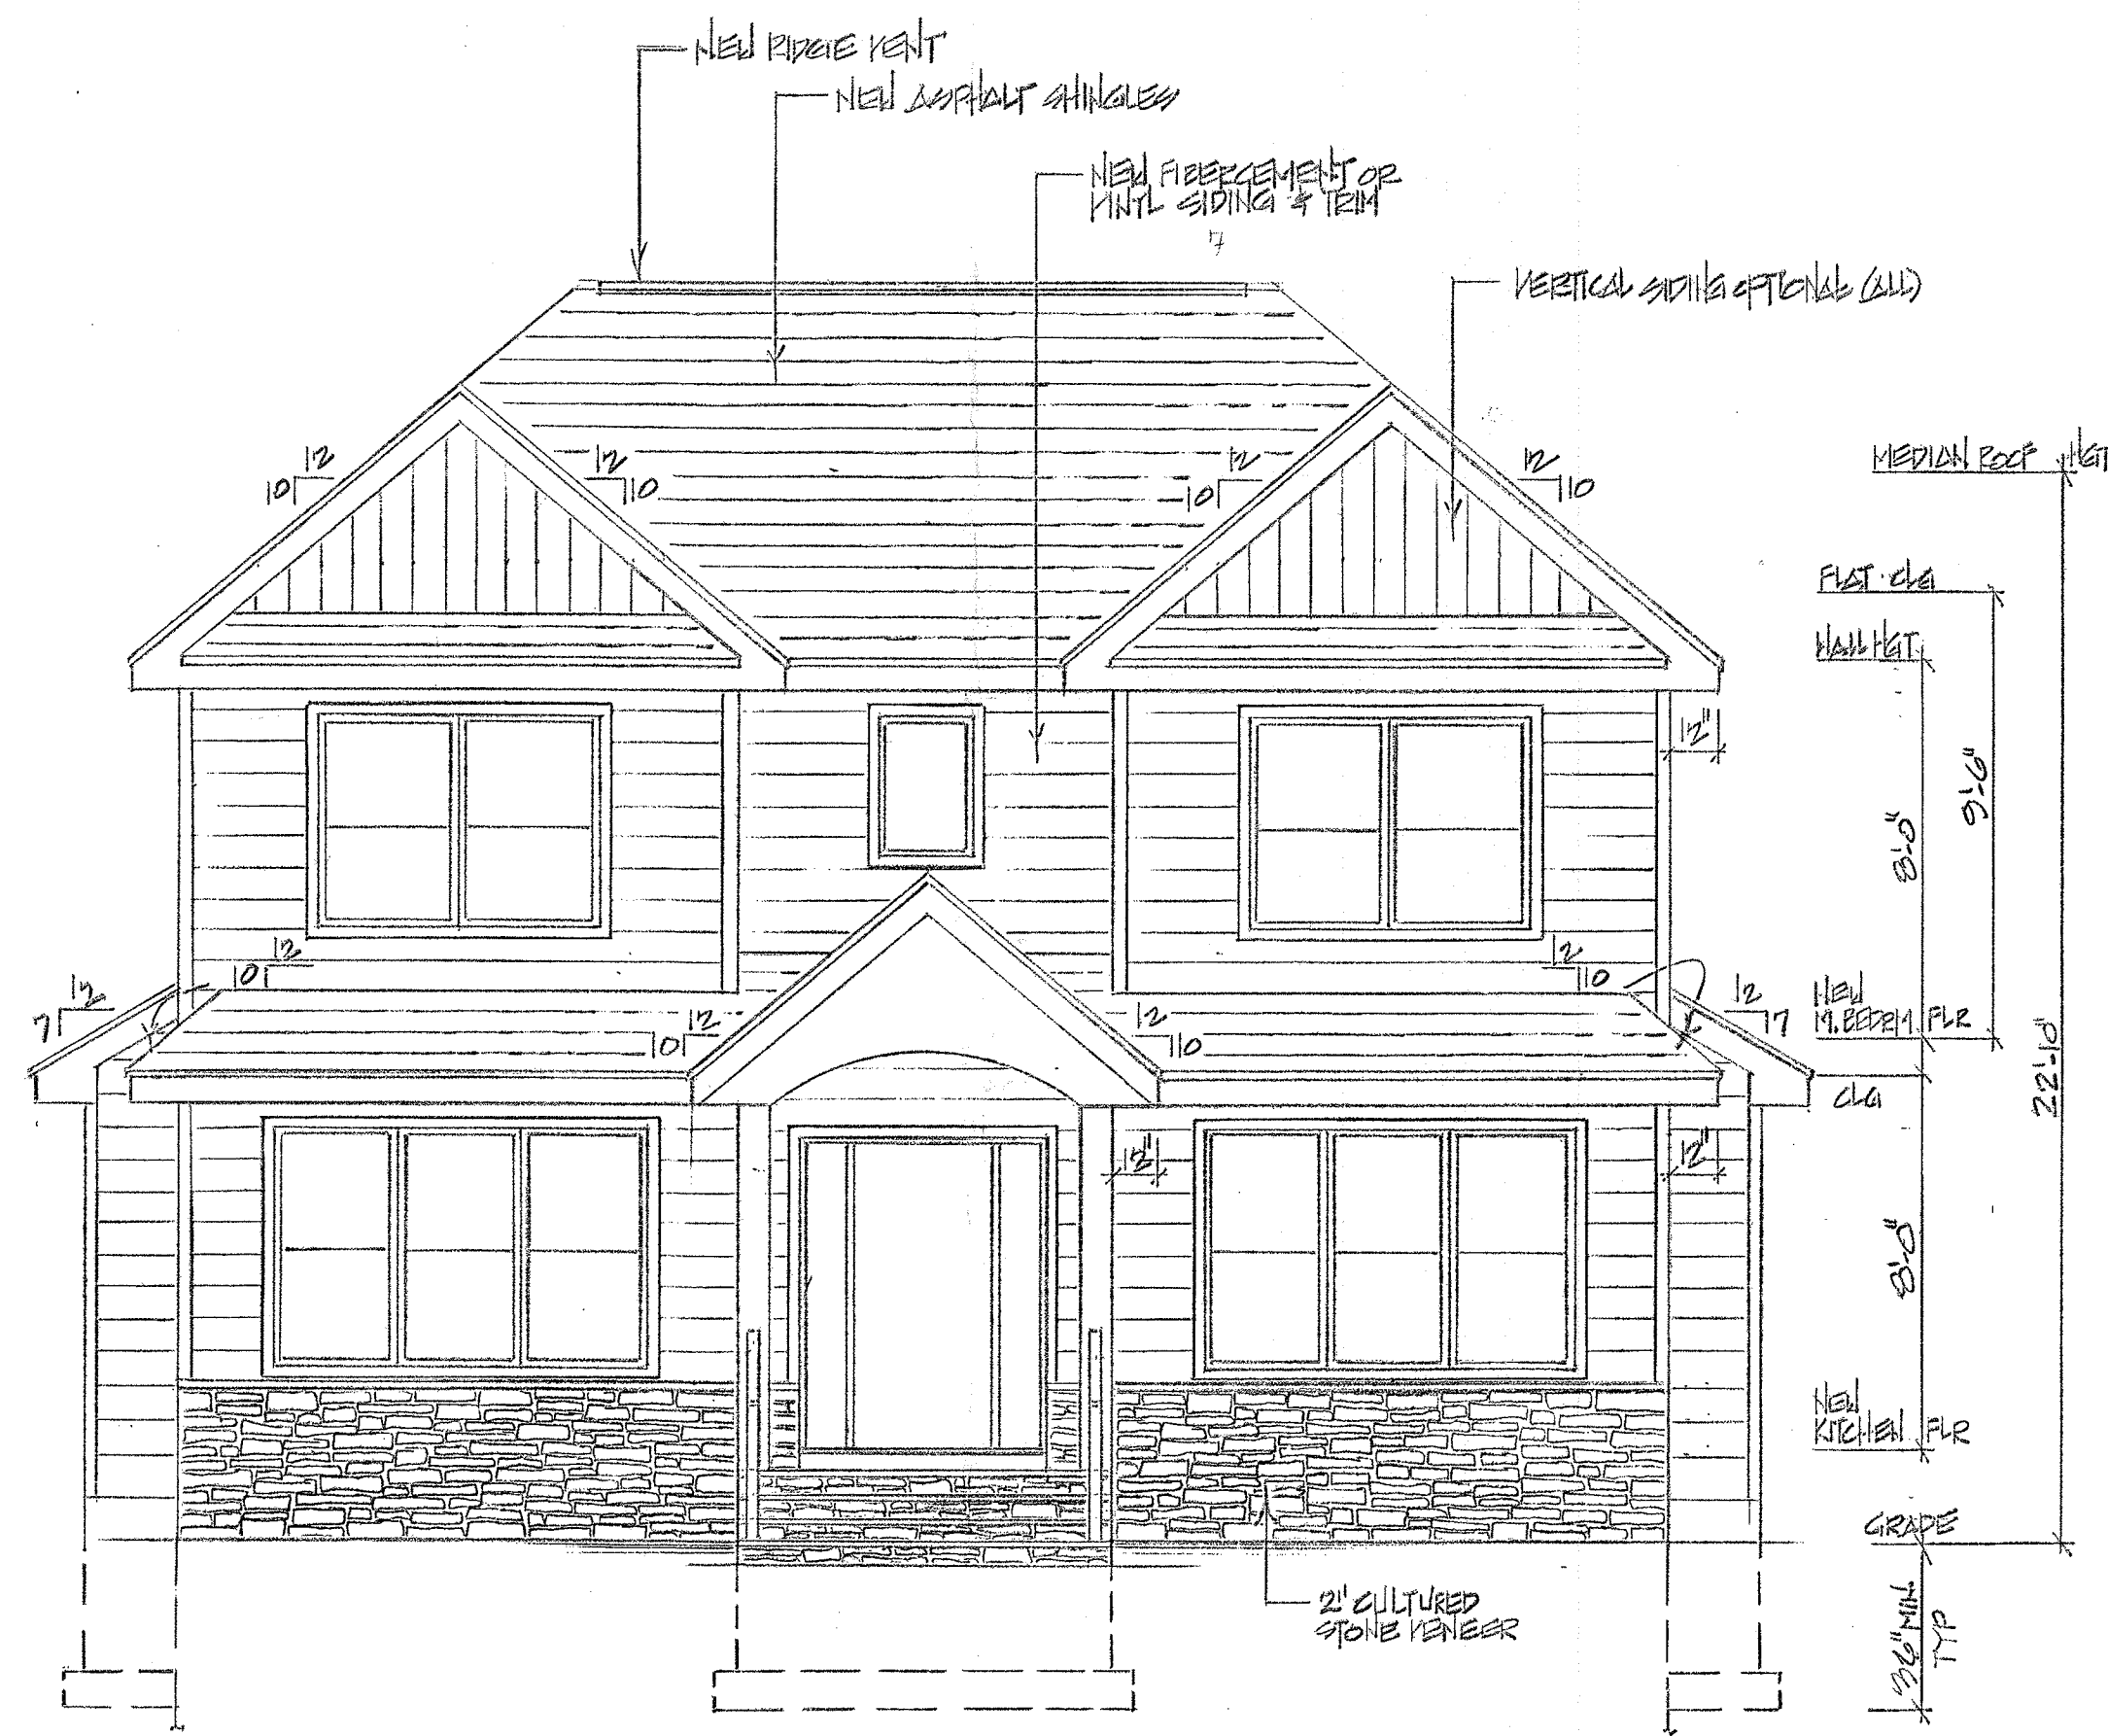 NEW RIDGE VENT
NEW ASPHALT SHINGLES
NEW FIBERCEMENT OR
VINYL SIDING & TRIM
7
VERTICAL SIDING OPTIONAL (ALL)
12
10
12
10
12
10
12
10
MEDIAN ROOF HGT
FLAT CLG
WALL HGT
12"
9'-6"
8'-0"
12
10
12
10
12
7
12
7
12
10
12
10
NEW
M. BEDRM FLR
CLG
22'-10"
12"
12"
8'-0"
NEW
KITCHEN FLR
GRADE
2" CULTURED
STONE VENEER
36" MIN.
TYP